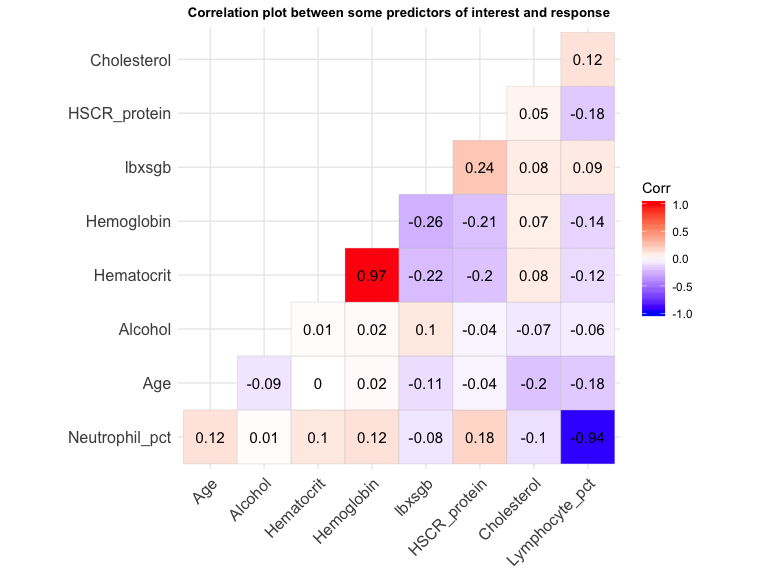 Correlation plot between some predictors of interest and response
Cholesterol 0.12
HSCR_protein 0.05 -0.18
lbxsgb 0.24 0.08 0.09
Hemoglobin -0.26 -0.21 0.07 -0.14
Hematocrit 0.97 -0.22 -0.2 0.08 -0.12
Alcohol 0.01 0.02 0.1 -0.04 -0.07 -0.06
Age -0.09 0 0.02 -0.11 -0.04 -0.2 -0.18
Neutrophil_pct 0.12 0.01 0.1 0.12 -0.08 0.18 -0.1 -0.94
Age Alcohol Hematocrit Hemoglobin lbxsgb HSCR_protein Cholesterol Lymphocyte_pct
Corr
1.0
0.5
0.0
-0.5
-1.0